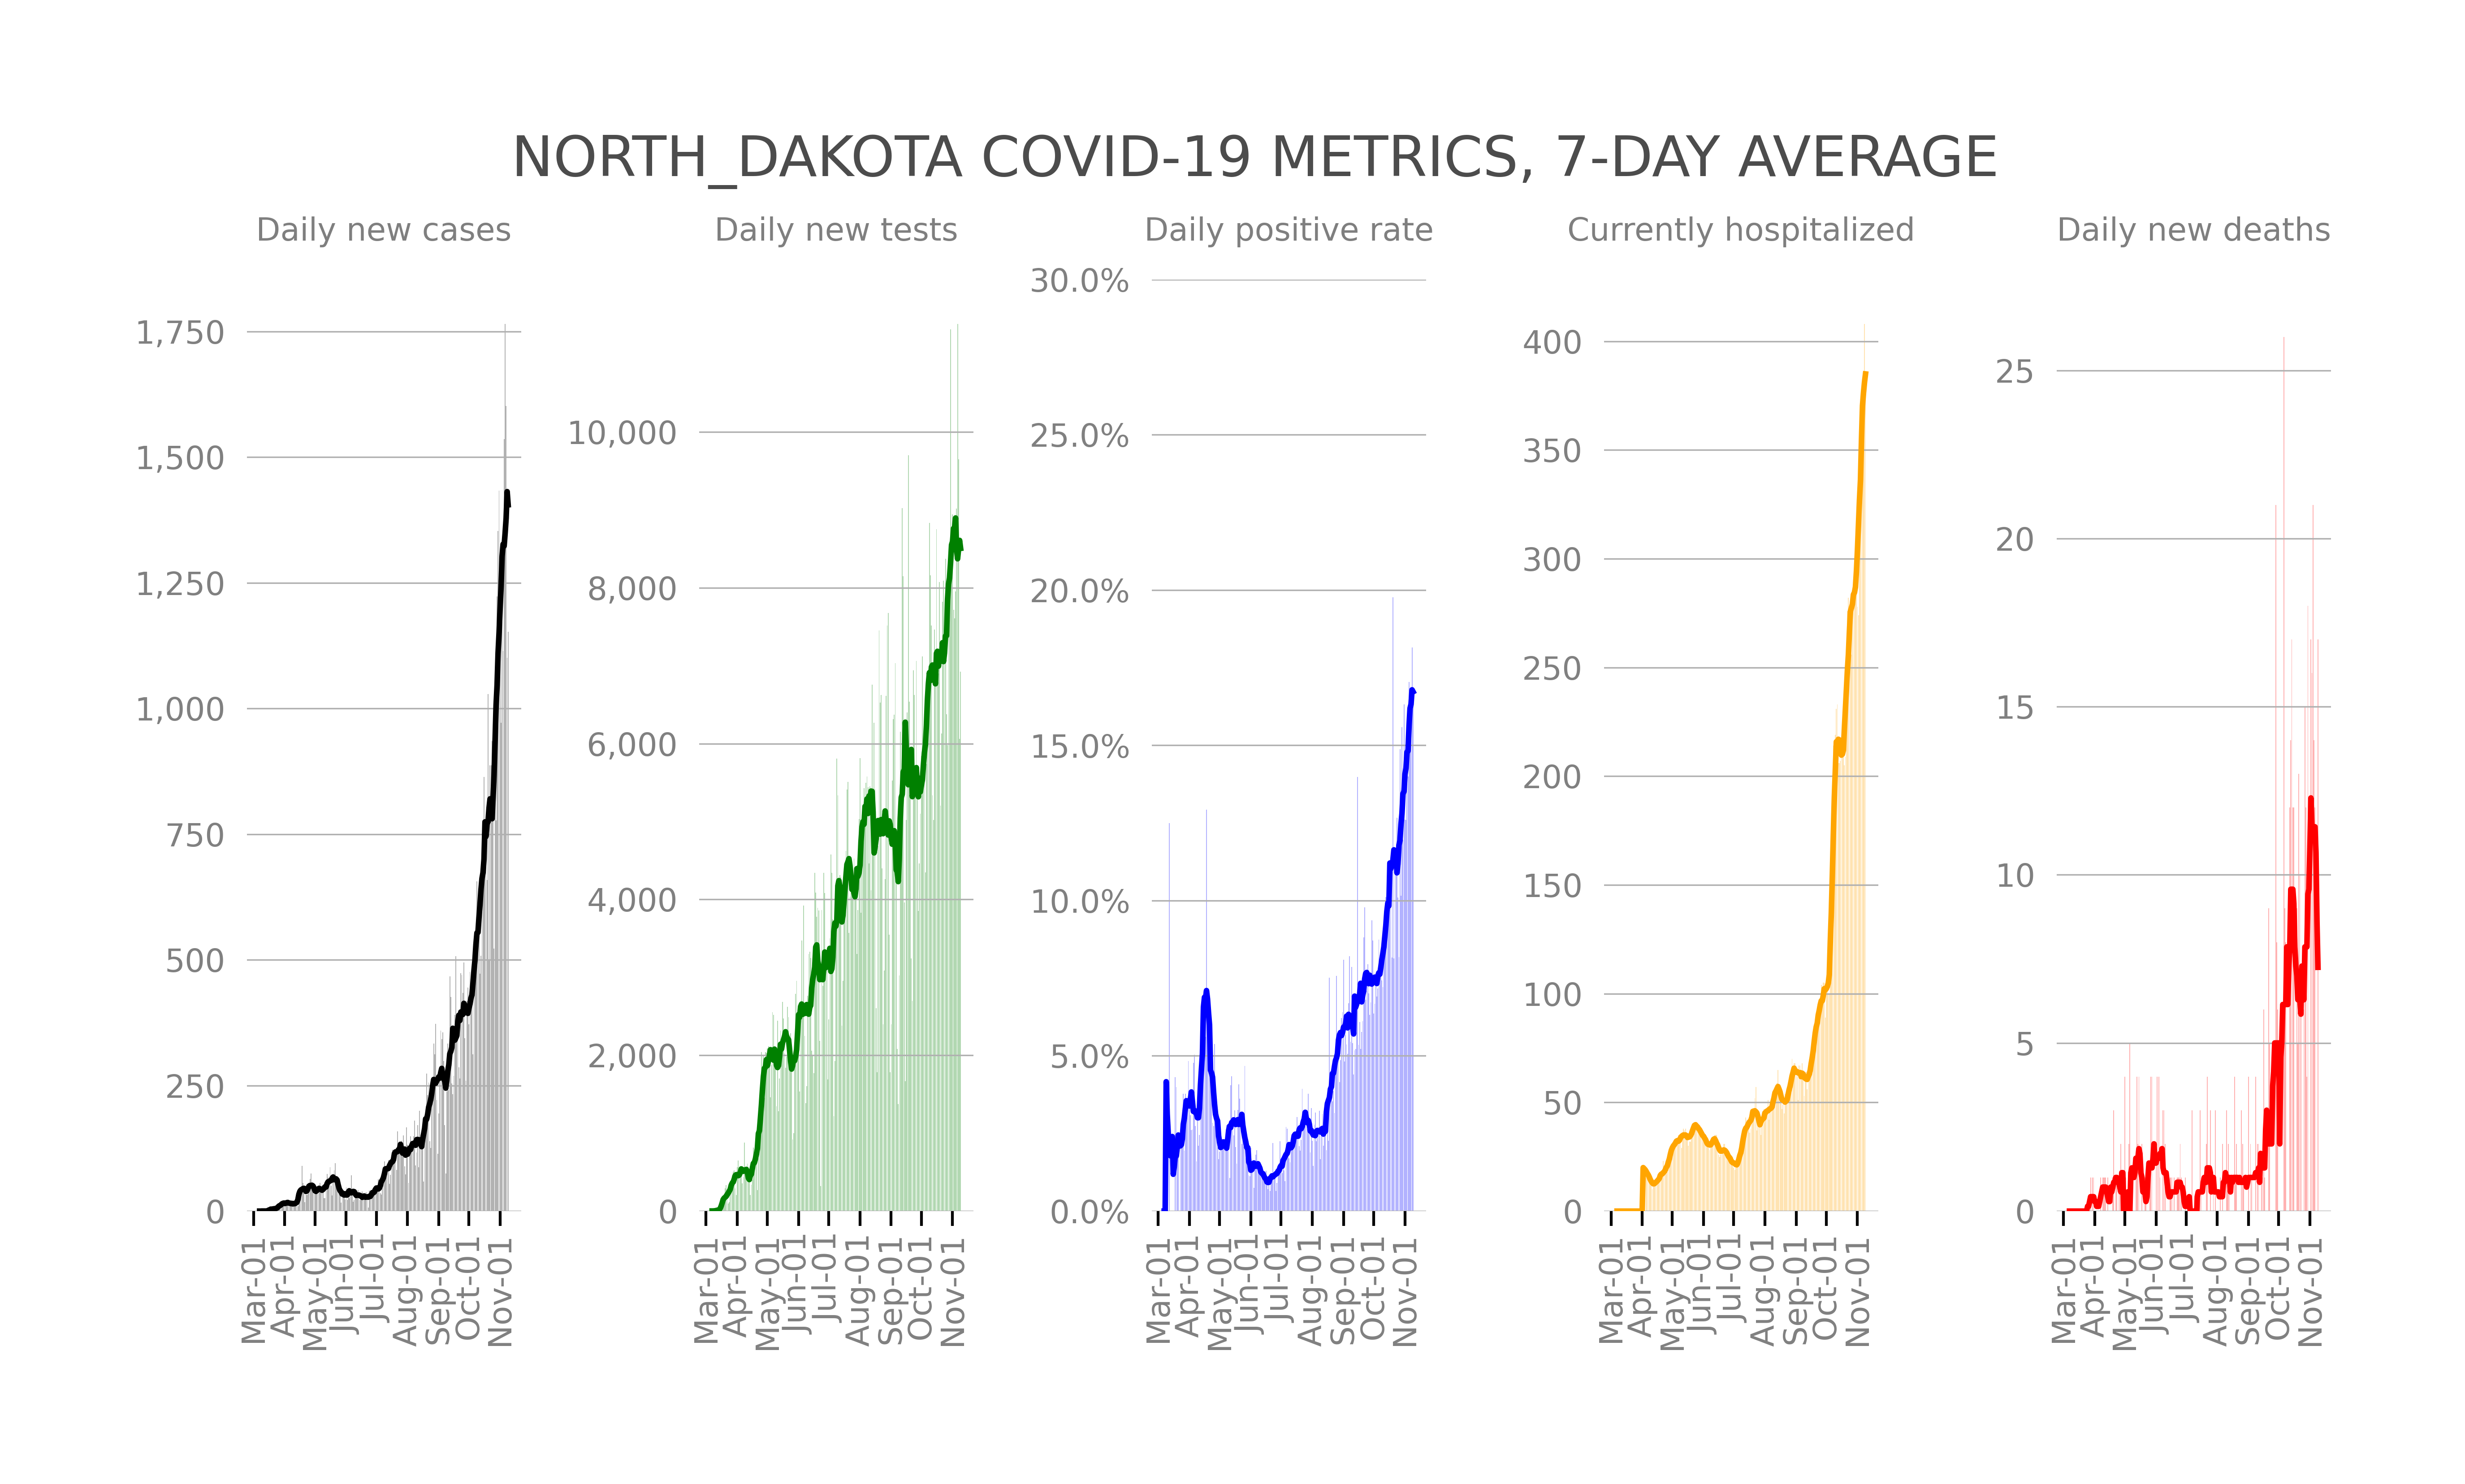 NORTH_DAKOTA COVID-19 METRICS, 7-DAY AVERAGE
Daily new cases
1,750
1,500
1,250
1,000
750
500
250
0
Mar-01
Apr-01
May-01
Jun-01
Jul-01
Aug-01
Sep-01
Oct-01
Nov-01
Daily new tests
10,000
8,000
6,000
4,000
2,000
0
Mar-01
Apr-01
May-01
Jun-01
Jul-01
Aug-01
Sep-01
Oct-01
Nov-01
Daily positive rate
30.0%
25.0%
20.0%
15.0%
10.0%
5.0%
0.0%
Mar-01
Apr-01
May-01
Jun-01
Jul-01
Aug-01
Sep-01
Oct-01
Nov-01
Currently hospitalized
400
350
300
250
200
150
100
50
0
Mar-01
Apr-01
May-01
Jun-01
Jul-01
Aug-01
Sep-01
Oct-01
Nov-01
Daily new deaths
25
20
15
10
5
0
Mar-01
Apr-01
May-01
Jun-01
Jul-01
Aug-01
Sep-01
Oct-01
Nov-01